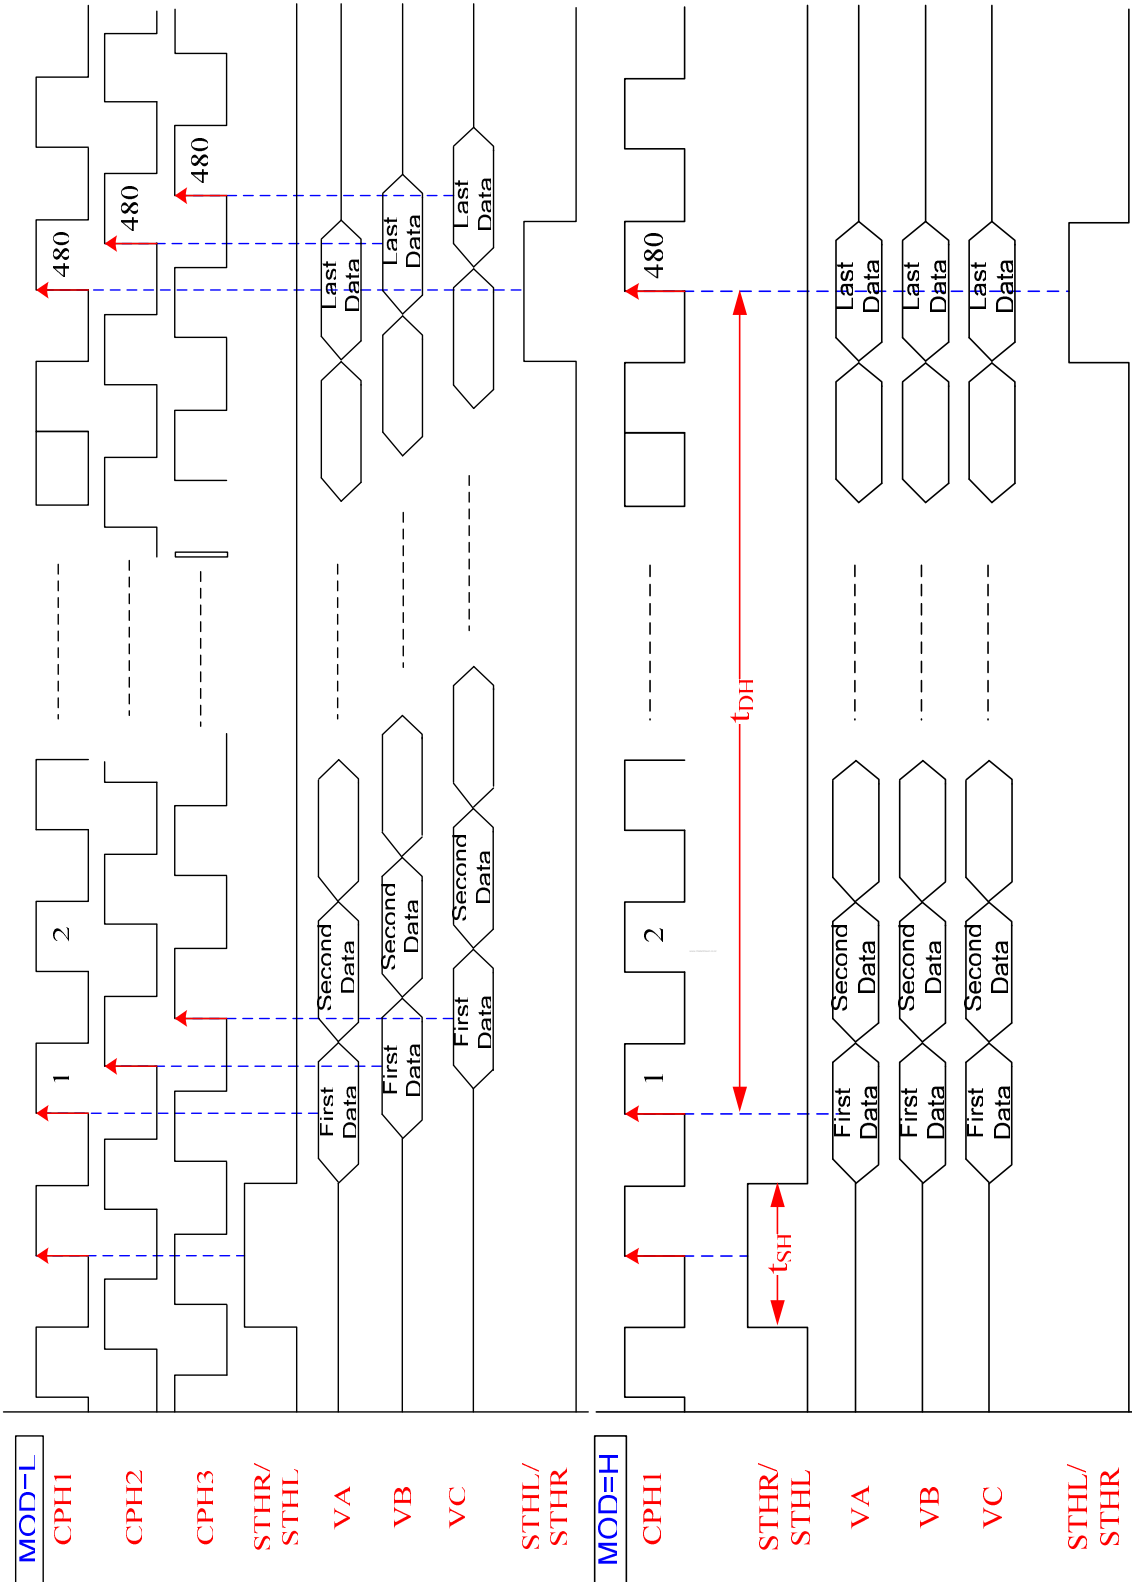 MOD=L
CPH1
1
2
480
CPH2
480
CPH3
480
STHR/
STHL
VA
First
Data
Second
Data
Last
Data
VB
First
Data
Second
Data
Last
Data
VC
First
Data
Second
Data
Last
Data
STHL/
STHR
MOD=H
CPH1
1
2
480
tDH
STHR/
STHL
tSH
VA
First
Data
Second
Data
Last
Data
VB
First
Data
Second
Data
Last
Data
VC
First
Data
Second
Data
Last
Data
STHL/
STHR